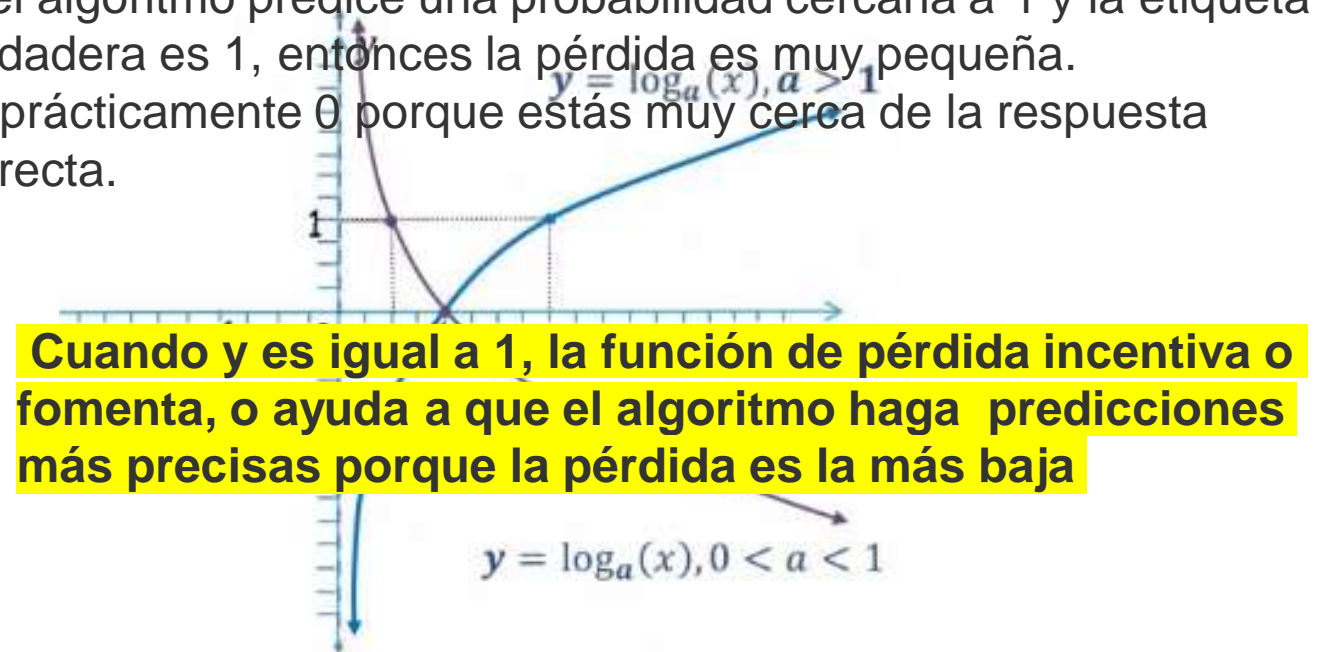 el algoritmo predice una probabilidad cercana a 1 y la etiqueta
dadera es 1, entonces la pérdida es muy pequeña.
y = logₐ(x), a > 1
prácticamente 0 porque estás muy cerca de la respuesta
recta.
1
Cuando y es igual a 1, la función de pérdida incentiva o
fomenta, o ayuda a que el algoritmo haga predicciones
más precisas porque la pérdida es la más baja
y = logₐ(x), 0 < a < 1